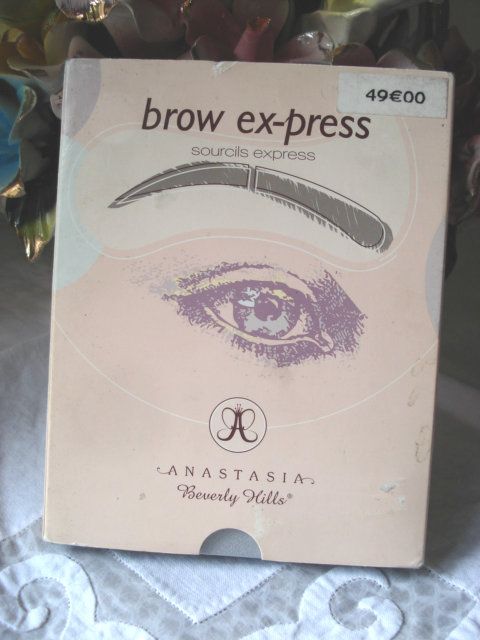 49€00
brow ex-press
sourcils express
A
ANASTASIA
Beverly Hills®